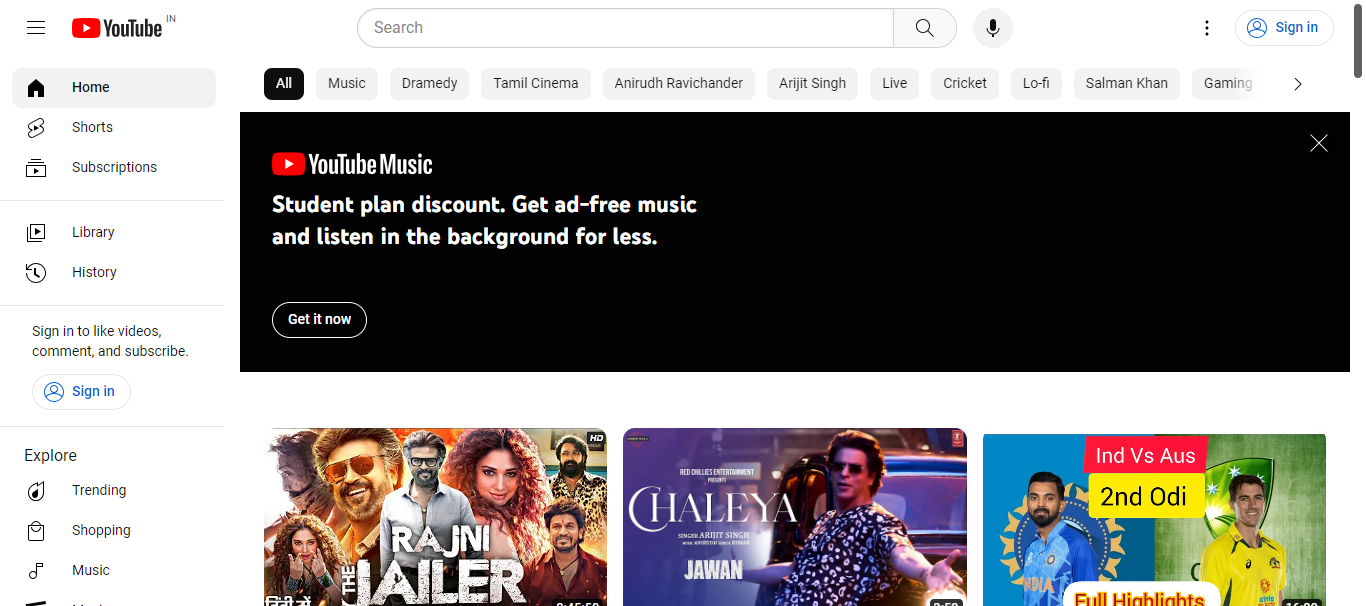 YouTube IN
Search
Sign in
Home
Shorts
Subscriptions
Library
History
Sign in to like videos,
comment, and subscribe.
Sign in
Explore
Trending
Shopping
Music
All
Music
Dramedy
Tamil Cinema
Anirudh Ravichander
Arijit Singh
Live
Cricket
Lo-fi
Salman Khan
Gaming
YouTube Music
Student plan discount. Get ad-free music
and listen in the background for less.
Get it now
HD
RAJNI
THE JAILER
हिंदी में
RED CHILLIES ENTERTAINMENT
PRESENTS
CHALEYA
SINGER ARIJIT SINGH
JAWAN
Ind Vs Aus
2nd Odi
INDIA
Full Highlights